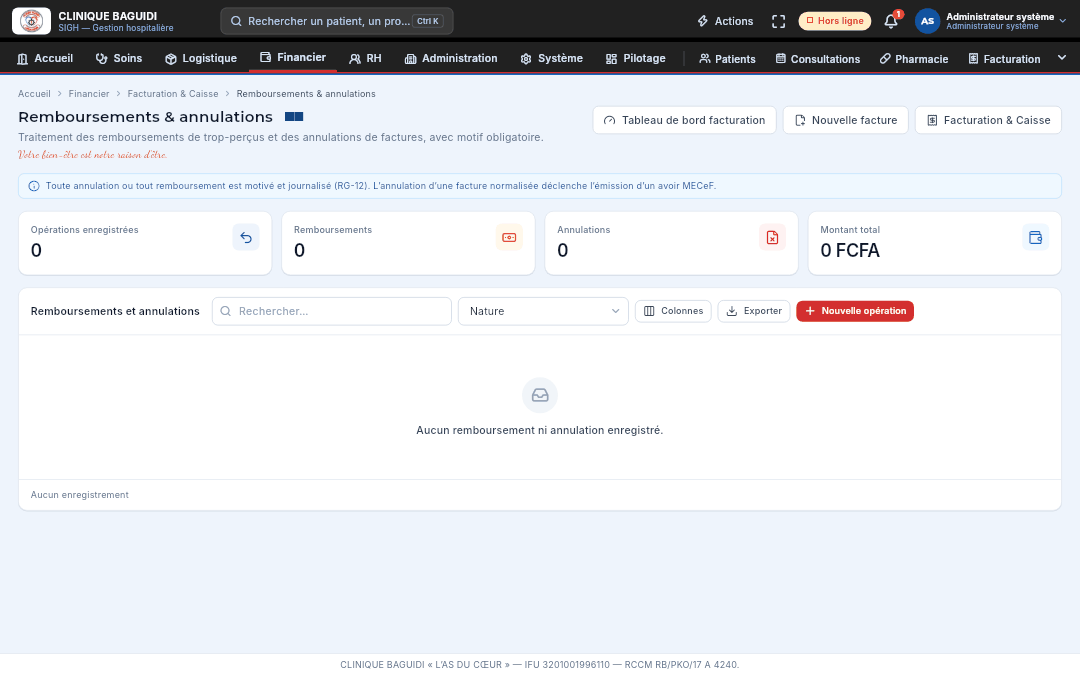 CLINIQUE BAGUIDI
SIGH — Gestion hospitalière
Rechercher un patient, un pro... Ctrl K
Actions
Hors ligne
1
AS
Administrateur système
Administrateur système
Accueil Soins Logistique Financier RH Administration Système Pilotage Patients Consultations Pharmacie Facturation
Accueil > Financier > Facturation & Caisse > Remboursements & annulations
Remboursements & annulations
Traitement des remboursements de trop-perçus et des annulations de factures, avec motif obligatoire.
Votre bien-être est notre raison d'être.
Tableau de bord facturation Nouvelle facture Facturation & Caisse
Toute annulation ou tout remboursement est motivé et journalisé (RG-12). L'annulation d'une facture normalisée déclenche l'émission d'un avoir MECeF.
Opérations enregistrées
0
Remboursements
0
Annulations
0
Montant total
0 FCFA
Remboursements et annulations Rechercher... Nature Colonnes Exporter Nouvelle opération
Aucun remboursement ni annulation enregistré.
Aucun enregistrement
CLINIQUE BAGUIDI « L'AS DU CŒUR » — IFU 3201001996110 — RCCM RB/PKO/17 A 4240.